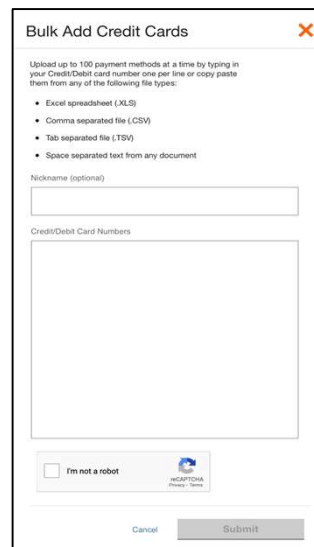 Bulk Add Credit Cards
Upload up to 100 payment methods at a time by typing in
your Credit/Debit card number one per line or copy paste
them from any of the following file types:
• Excel spreadsheet (.XLS)
• Comma separated file (.CSV)
• Tab separated file (.TSV)
• Space separated text from any document
Nickname (optional)
Credit/Debit Card Numbers
I'm not a robot
reCAPTCHA
Privacy - Terms
Cancel
Submit